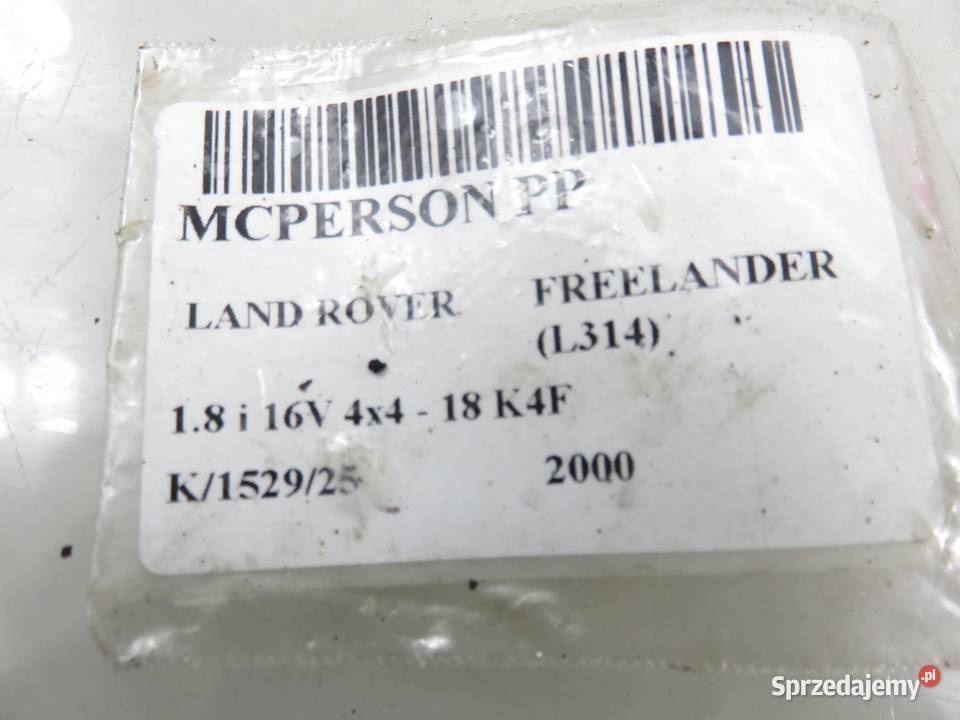 MCPERSON PP
LAND ROVER FREELANDER
(L314)
1.8 i 16V 4x4 - 18 K4F
K/1529/25 2000
Sprzedajemy.pl